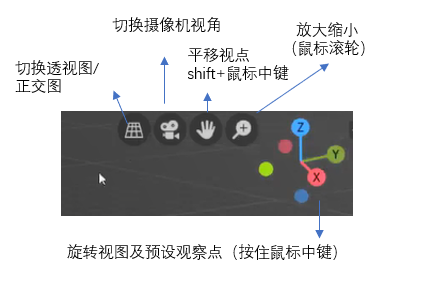 切换摄像机视角
放大缩小
（鼠标滚轮）
平移视点
shift+鼠标中键
切换透视图/
正交图
Z
Y
X
旋转视图及预设观察点（按住鼠标中键）